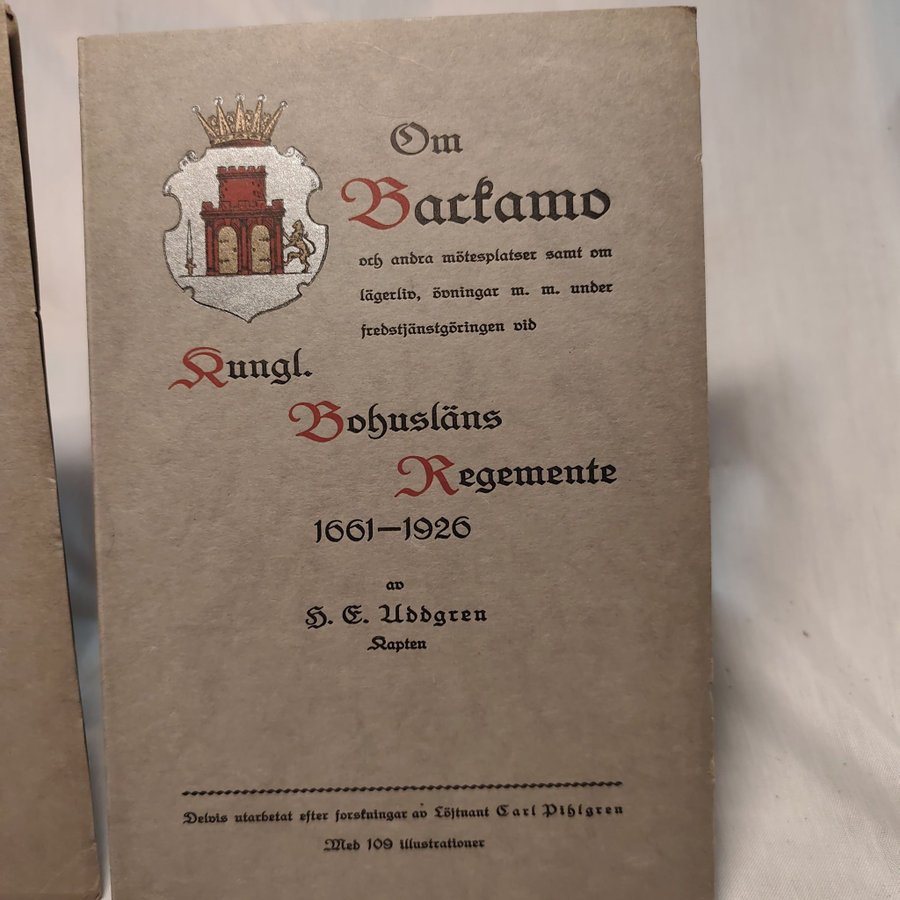 Om
Backamo
och andra mötesplatser samt om
lägerliv, övningar m. m. under
fredstjänstgöringen vid
Kungl.
Bohusläns
Regemente
1661—1926
av
H. E. Uddgren
Kapten
Delvis utarbetat efter forskningar av Löjtnant Carl Pihlgren
Med 109 illustrationer